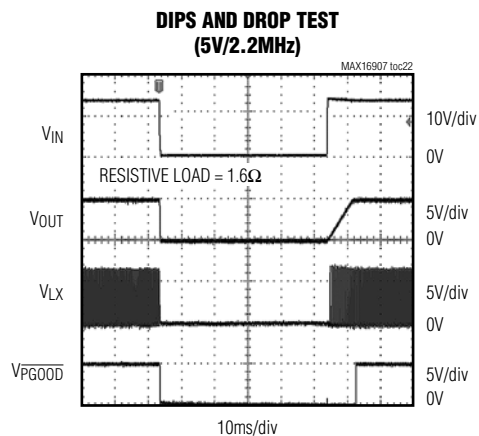 DIPS AND DROP TEST
(5V/2.2MHz)
MAX16907 toc22
VIN
10V/div
0V
RESISTIVE LOAD = 1.6Ω
VOUT
5V/div
0V
VLX
5V/div
0V
VPGOOD
5V/div
0V
10ms/div